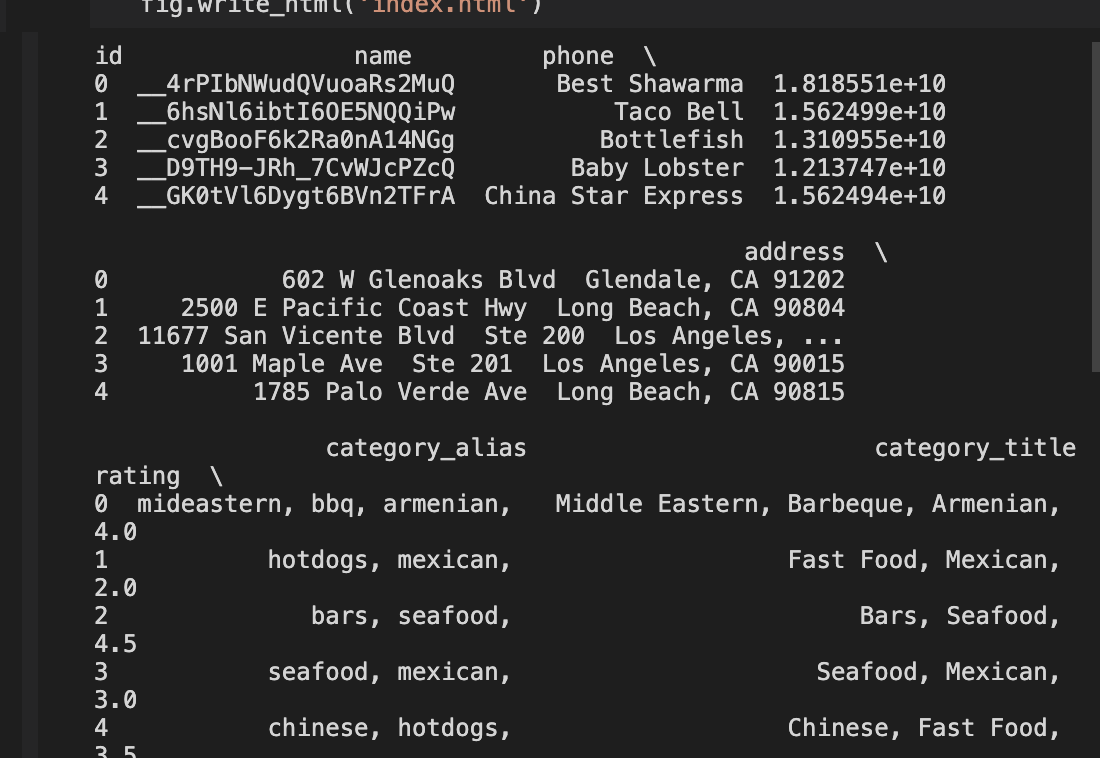 fig.write_html('index.html')
id name phone \
0 __4rPIbNWudQVuoaRs2MuQ Best Shawarma 1.818551e+10
1 __6hsNl6ibtI6OE5NQQiPw Taco Bell 1.562499e+10
2 __cvgBooF6k2Ra0nA14NGg Bottlefish 1.310955e+10
3 __D9TH9-JRh_7CvWJcPZcQ Baby Lobster 1.213747e+10
4 __GK0tVl6Dygt6BVn2TFrA China Star Express 1.562494e+10
address \
0 602 W Glenoaks Blvd Glendale, CA 91202
1 2500 E Pacific Coast Hwy Long Beach, CA 90804
2 11677 San Vicente Blvd Ste 200 Los Angeles, ...
3 1001 Maple Ave Ste 201 Los Angeles, CA 90015
4 1785 Palo Verde Ave Long Beach, CA 90815
category_alias category_title
rating \
0 mideastern, bbq, armenian, Middle Eastern, Barbeque, Armenian,
4.0
1 hotdogs, mexican, Fast Food, Mexican,
2.0
2 bars, seafood, Bars, Seafood,
4.5
3 seafood, mexican, Seafood, Mexican,
3.0
4 chinese, hotdogs, Chinese, Fast Food,
3.5